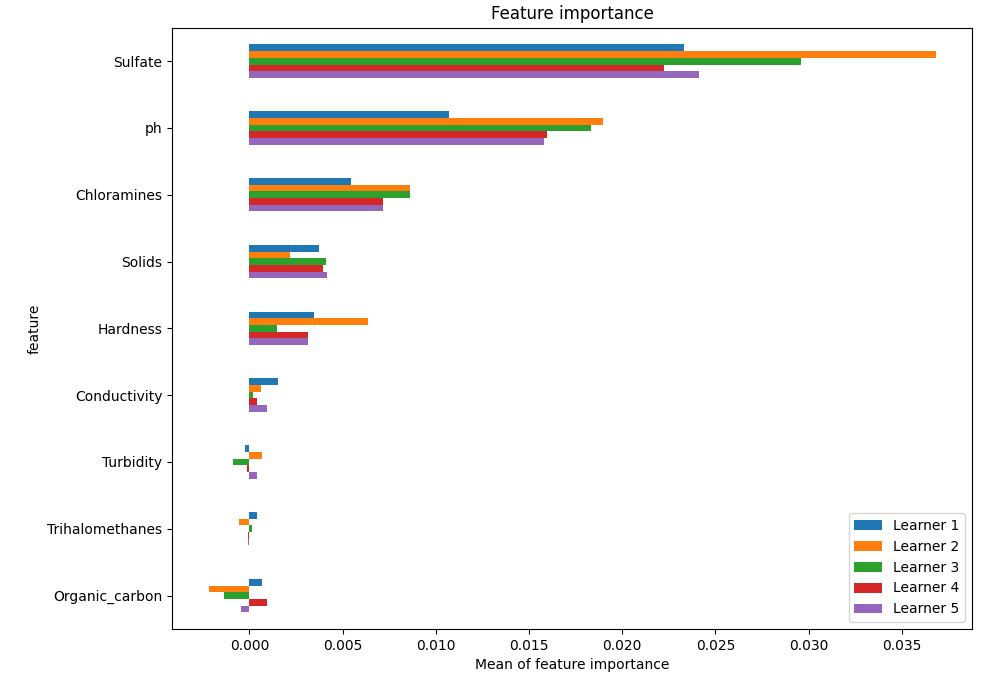 Feature importance
Sulfate
ph
Chloramines
Solids
Hardness
feature
Conductivity
Turbidity
Trihalomethanes
Organic_carbon
Learner 1
Learner 2
Learner 3
Learner 4
Learner 5
0.000 0.005 0.010 0.015 0.020 0.025 0.030 0.035
Mean of feature importance